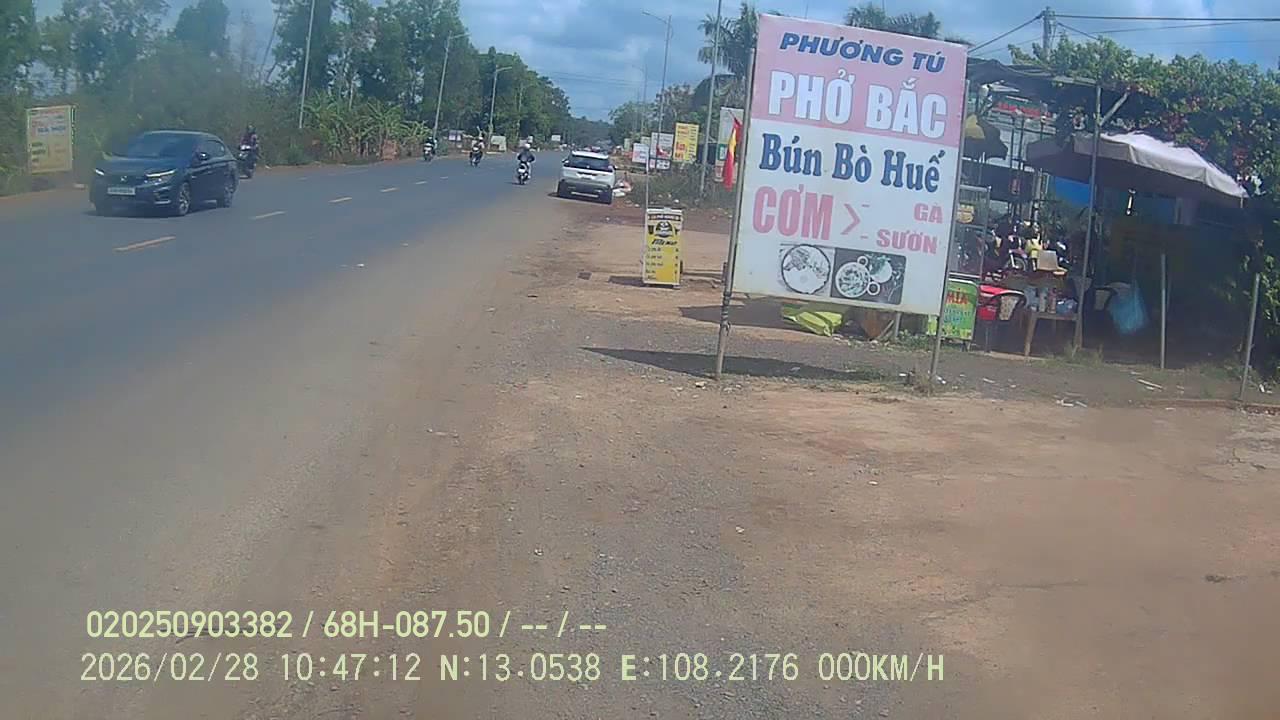 PHƯƠNG TÚ
PHỞ BẮC
Bún Bò Huế
CƠM
GÀ
SƯỜN
MÍA
020250903382 / 68H-087.50 / -- / --
2026/02/28 10:47:12 N:13.0538 E:108.2176 000KM/H